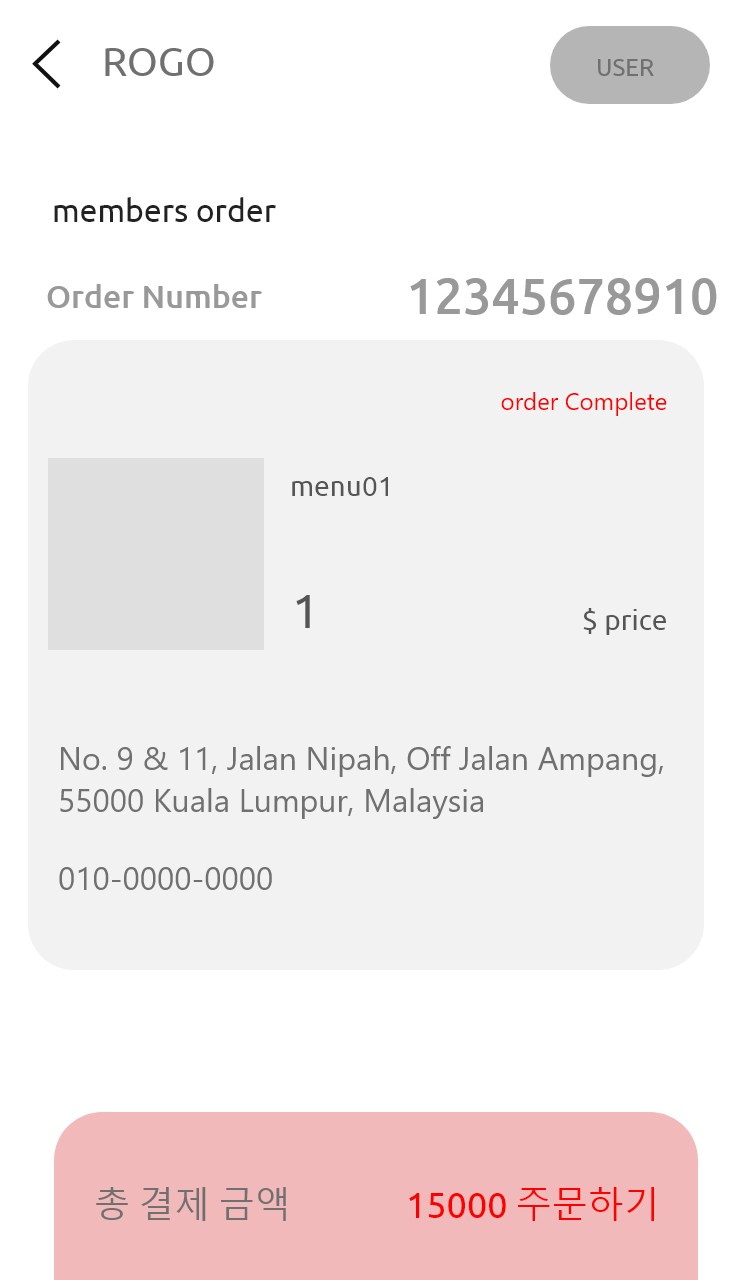 ROGO
USER
members order
Order Number 12345678910
order Complete
menu01
1 $ price
No. 9 & 11, Jalan Nipah, Off Jalan Ampang,
55000 Kuala Lumpur, Malaysia
010-0000-0000
총 결제 금액 15000 주문하기